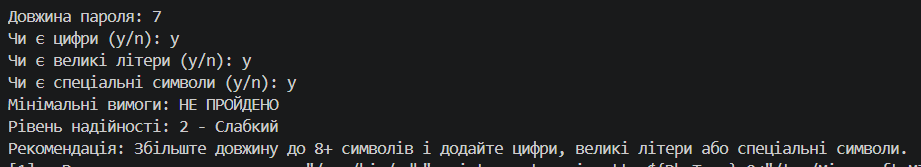 Довжина пароля: 7
Чи є цифри (y/n): y
Чи є великі літери (y/n): y
Чи є спеціальні символи (y/n): y
Мінімальні вимоги: НЕ ПРОЙДЕНО
Рівень надійності: 2 - Слабкий
Рекомендація: Збільште довжину до 8+ символів і додайте цифри, великі літери або спеціальні символи.